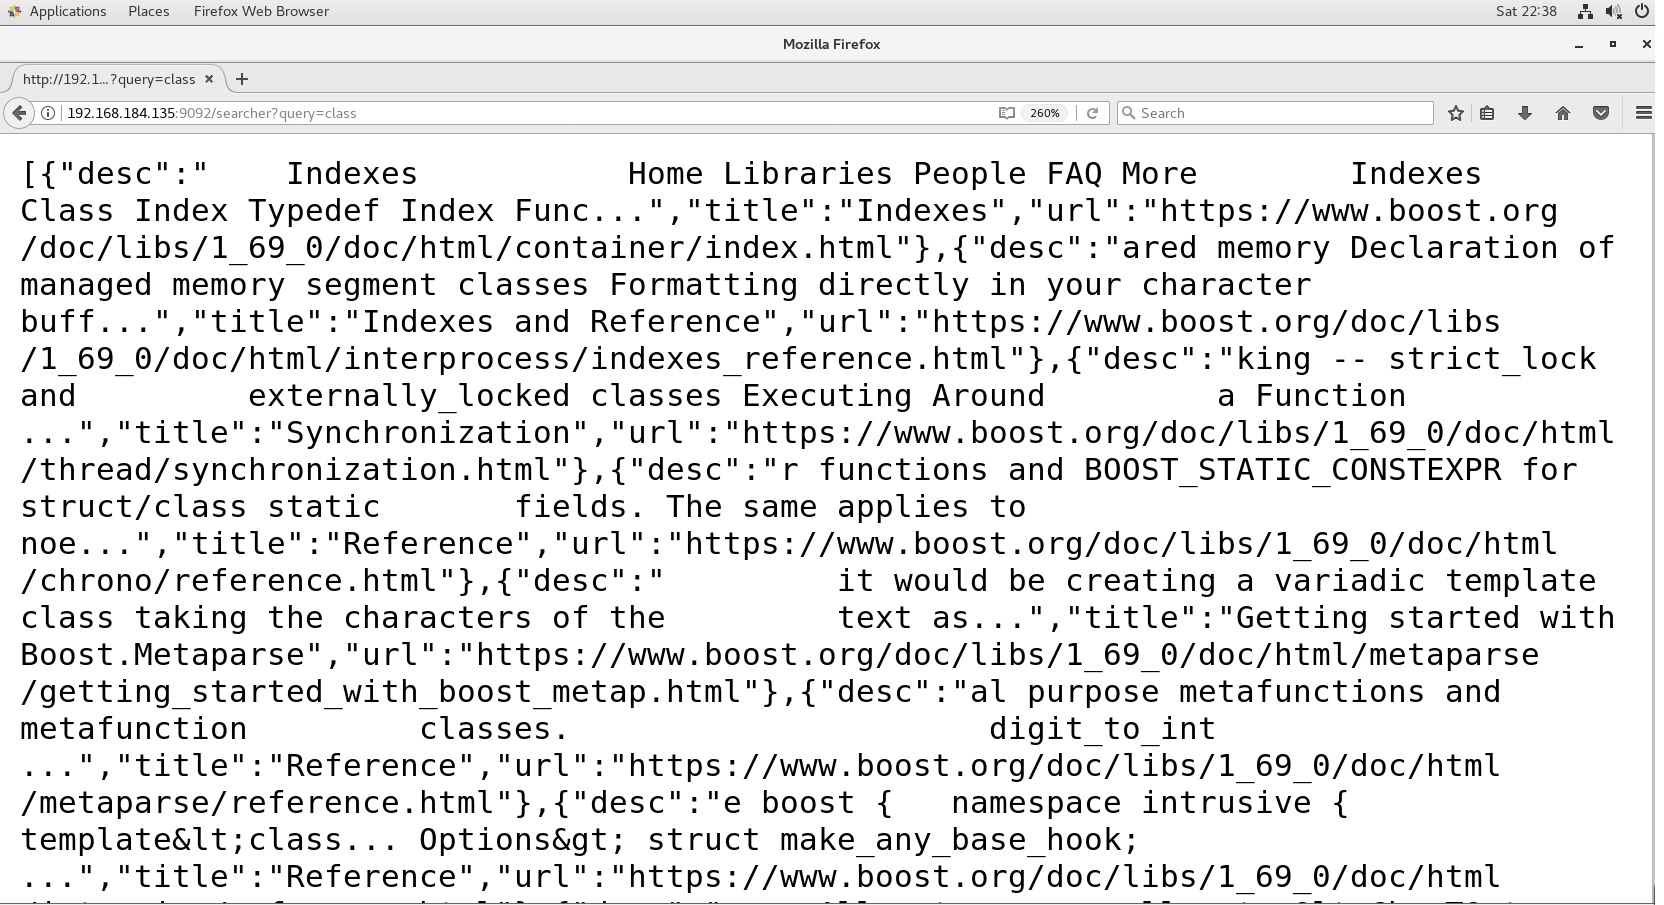 Applications Places Firefox Web Browser Sat 22:38
Mozilla Firefox
http://192.1...?query=class
192.168.184.135:9092/searcher?query=class 260% Search
[{"desc":"    Indexes           Home Libraries People FAQ More        Indexes
Class Index Typedef Index Func...","title":"Indexes","url":"https://www.boost.org
/doc/libs/1_69_0/doc/html/container/index.html"},{"desc":"ared memory Declaration of
managed memory segment classes Formatting directly in your character
buff...","title":"Indexes and Reference","url":"https://www.boost.org/doc/libs
/1_69_0/doc/html/interprocess/indexes_reference.html"},{"desc":"king -- strict_lock
and         externally_locked classes Executing Around         a Function
...","title":"Synchronization","url":"https://www.boost.org/doc/libs/1_69_0/doc/html
/thread/synchronization.html"},{"desc":"r functions and BOOST_STATIC_CONSTEXPR for
struct/class static       fields. The same applies to
noe...","title":"Reference","url":"https://www.boost.org/doc/libs/1_69_0/doc/html
/chrono/reference.html"},{"desc":"         it would be creating a variadic template
class taking the characters of the         text as...","title":"Getting started with
Boost.Metaparse","url":"https://www.boost.org/doc/libs/1_69_0/doc/html/metaparse
/getting_started_with_boost_metap.html"},{"desc":"al purpose metafunctions and
metafunction         classes.                      digit_to_int
...","title":"Reference","url":"https://www.boost.org/doc/libs/1_69_0/doc/html
/metaparse/reference.html"},{"desc":"e boost {   namespace intrusive {
template&lt;class... Options&gt; struct make_any_base_hook;
...","title":"Reference","url":"https://www.boost.org/doc/libs/1_69_0/doc/html